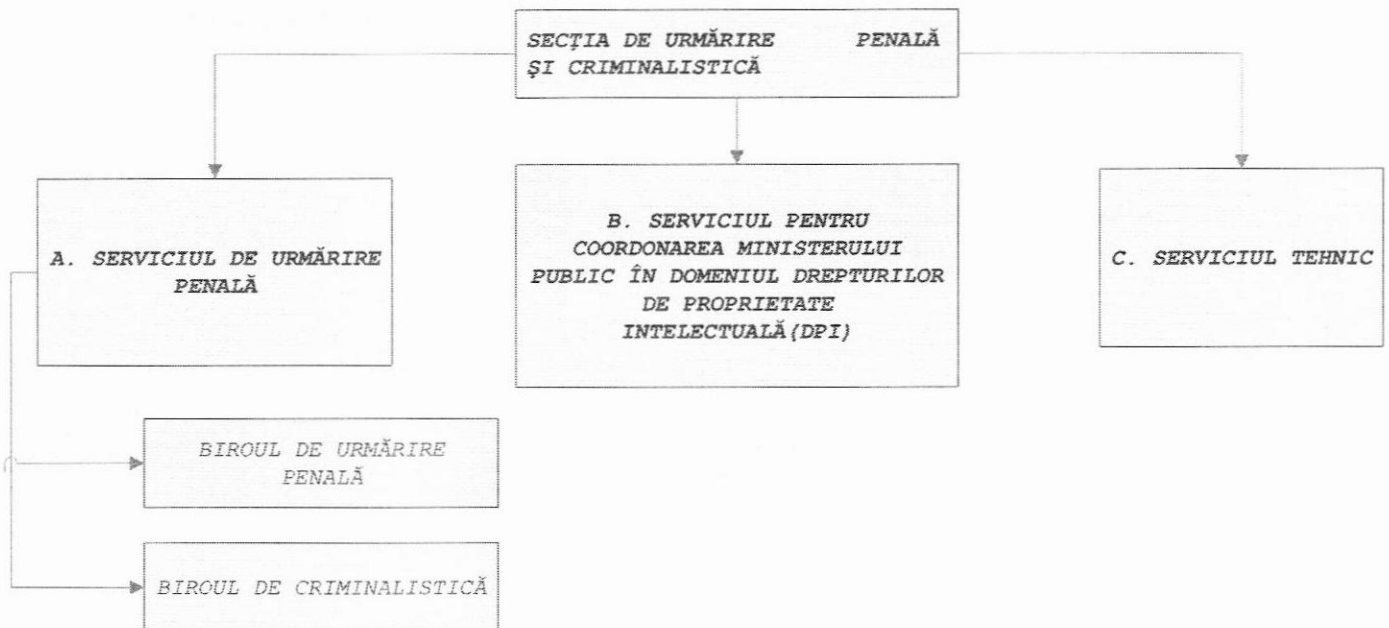 SECŢIA DE URMĂRIRE PENALĂ
ŞI CRIMINALISTICĂ
A. SERVICIUL DE URMĂRIRE
PENALĂ
B. SERVICIUL PENTRU
COORDONAREA MINISTERULUI
PUBLIC ÎN DOMENIUL DREPTURILOR
DE PROPRIETATE
INTELECTUALĂ(DPI)
C. SERVICIUL TEHNIC
BIROUL DE URMĂRIRE
PENALĂ
BIROUL DE CRIMINALISTICĂ